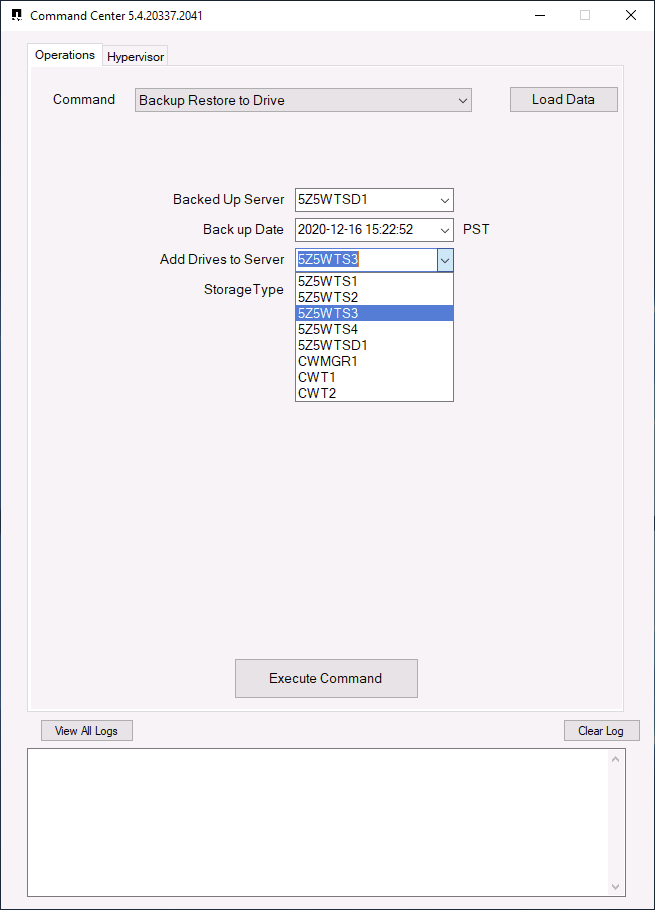 Command Center 5.4.20337.2041
Operations Hypervisor
Command Backup Restore to Drive Load Data
Backed Up Server 5Z5WTSD1
Back up Date 2020-12-16 15:22:52 PST
Add Drives to Server 5Z5WTS3
StorageType
5Z5WTS1
5Z5WTS2
5Z5WTS3
5Z5WTS4
5Z5WTSD1
CWMGR1
CWT1
CWT2
Execute Command
View All Logs Clear Log